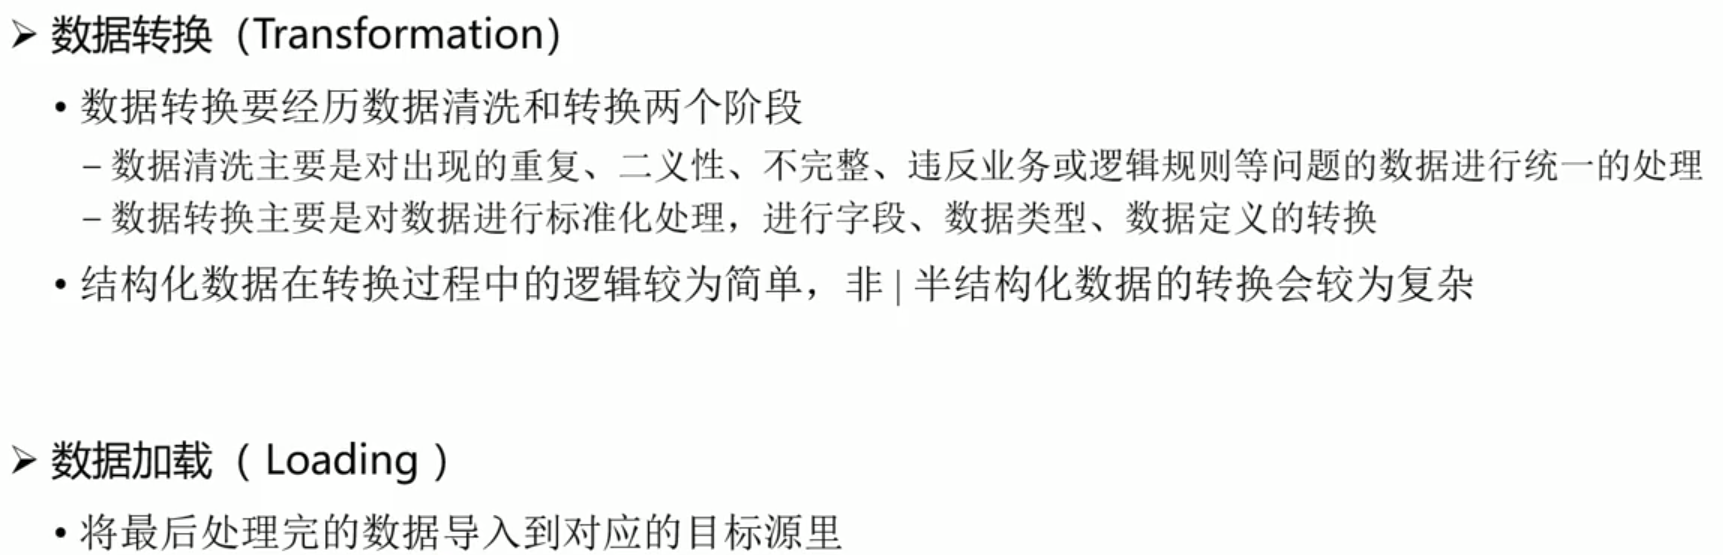 ➢ 数据转换（Transformation）
• 数据转换要经历数据清洗和转换两个阶段
– 数据清洗主要是对出现的重复、二义性、不完整、违反业务或逻辑规则等问题的数据进行统一的处理
– 数据转换主要是对数据进行标准化处理，进行字段、数据类型、数据定义的转换
• 结构化数据在转换过程中的逻辑较为简单，非 | 半结构化数据的转换会较为复杂
➢ 数据加载（ Loading ）
• 将最后处理完的数据导入到对应的目标源里